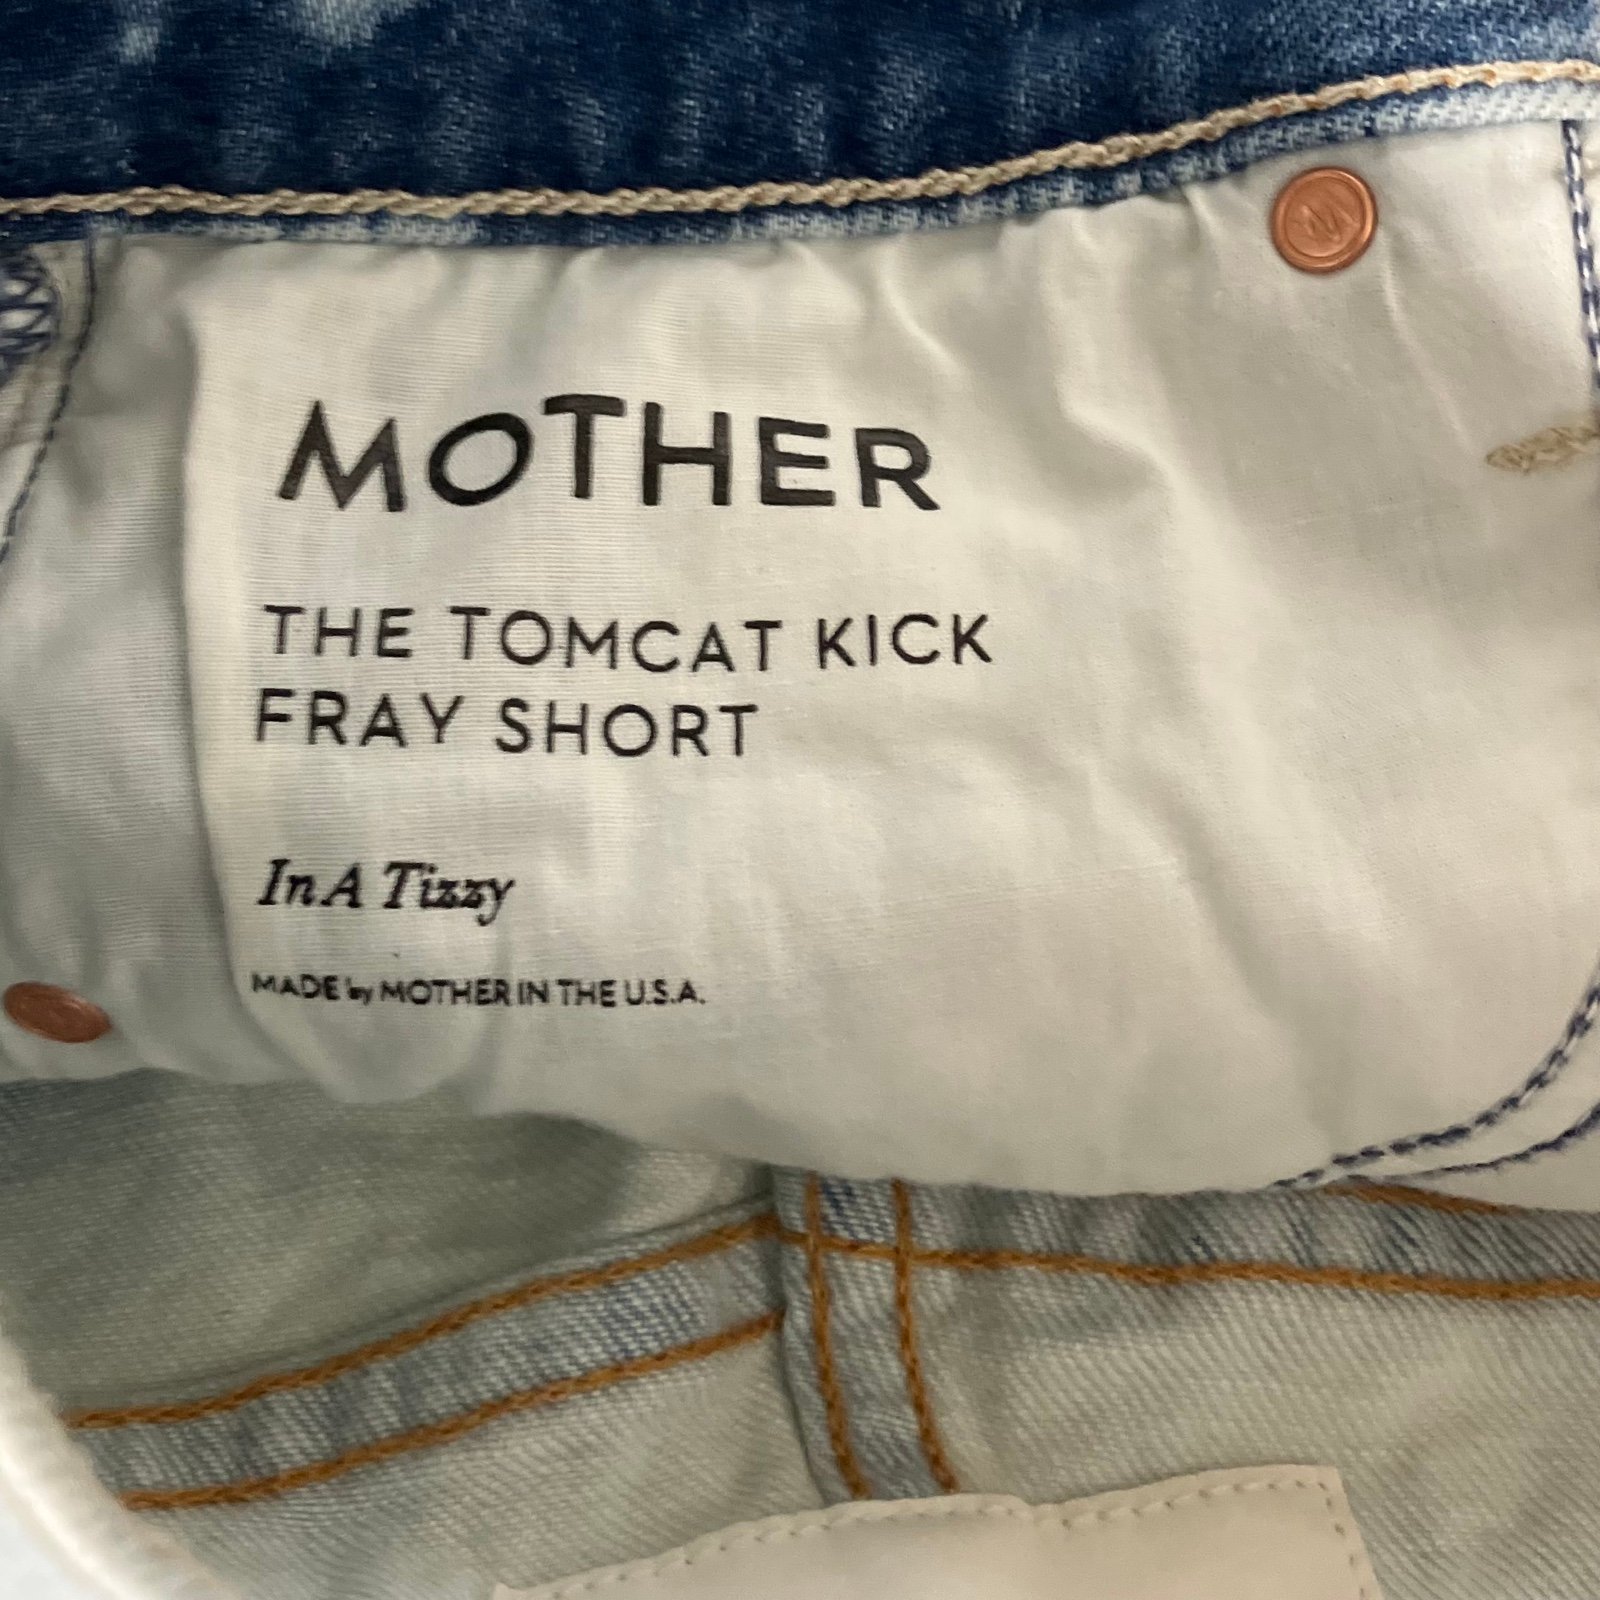 MOTHER
THE TOMCAT KICK
FRAY SHORT
In A Tizzy
MADE by MOTHER IN THE U.S.A.
M